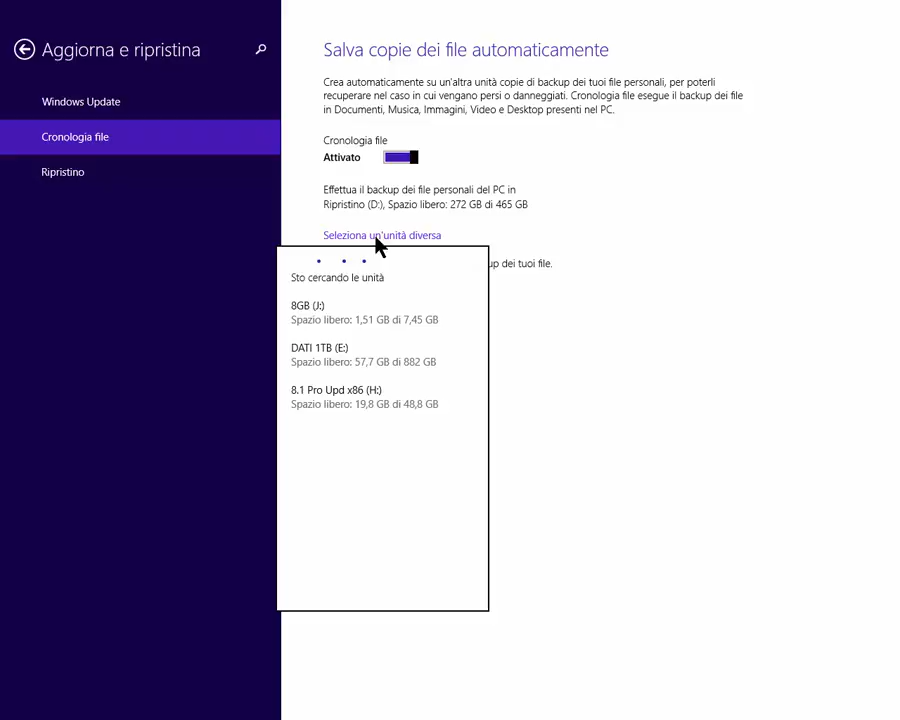 Aggiorna e ripristina
Windows Update
Cronologia file
Ripristino
Salva copie dei file automaticamente
Crea automaticamente su un'altra unità copie di backup dei tuoi file personali, per poterli
recuperare nel caso in cui vengano persi o danneggiati. Cronologia file esegue il backup dei file
in Documenti, Musica, Immagini, Video e Desktop presenti nel PC.
Cronologia file
Attivato
Effettua il backup dei file personali del PC in
Ripristino (D:), Spazio libero: 272 GB di 465 GB
Seleziona un'unità diversa
up dei tuoi file.
Sto cercando le unità
8GB (J:)
Spazio libero: 1,51 GB di 7,45 GB
DATI 1TB (E:)
Spazio libero: 57,7 GB di 882 GB
8.1 Pro Upd x86 (H:)
Spazio libero: 19,8 GB di 48,8 GB